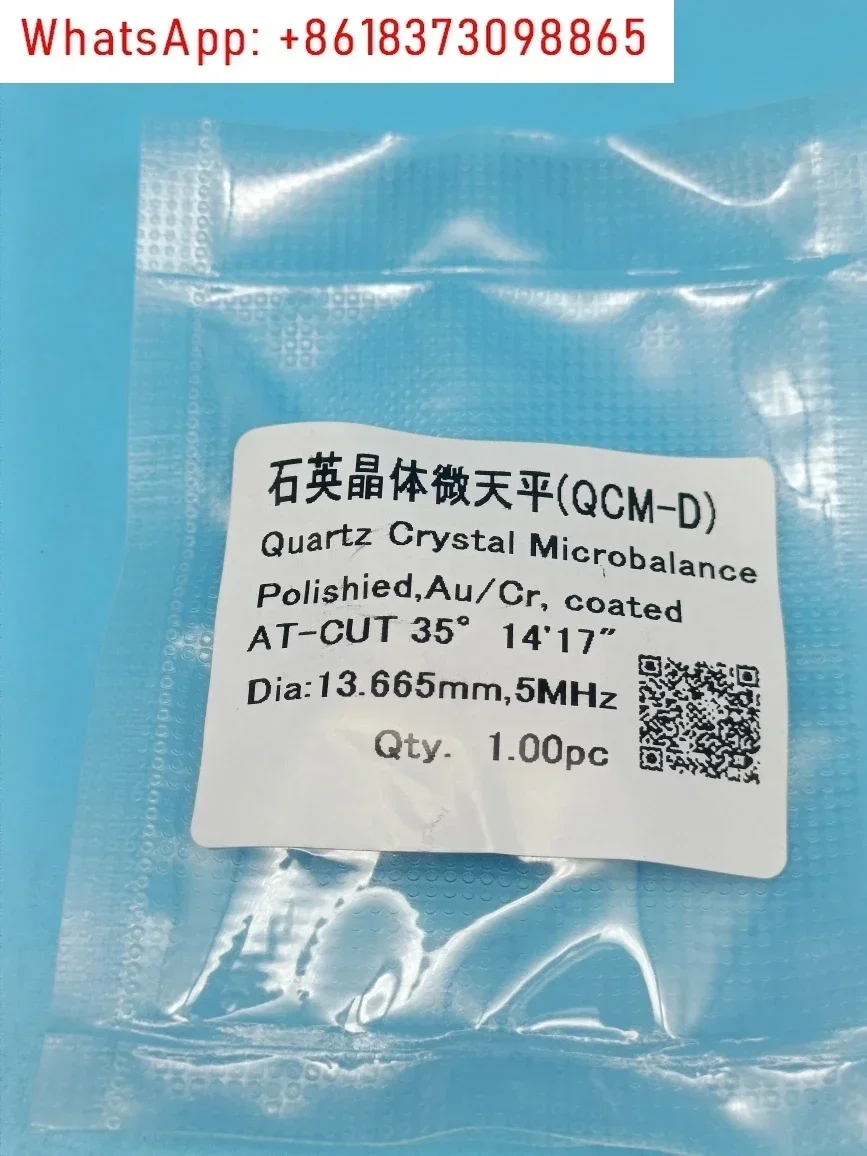 WhatsApp: +8618373098865
石英晶体微天平(QCM-D)
Quartz Crystal Microbalance
Polishied,Au/Cr, coated
AT-CUT 35° 14'17"
Dia:13.665mm,5MHz
Qty. 1.00pc